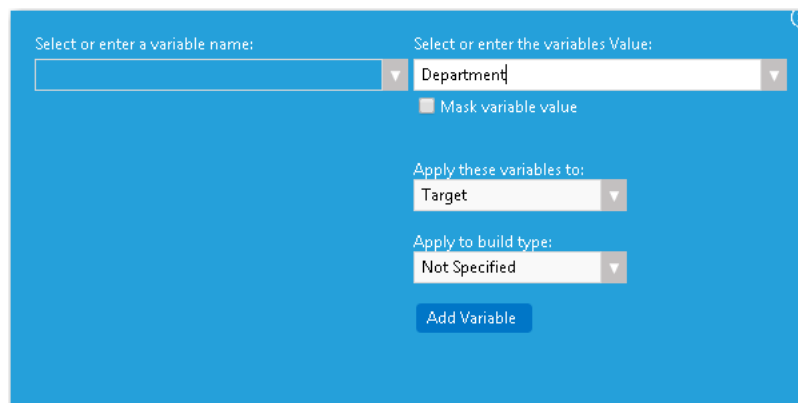 Select or enter a variable name:
Select or enter the variables Value:
Department
Mask variable value
Apply these variables to:
Target
Apply to build type:
Not Specified
Add Variable